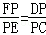 FP/PE = DP/PC